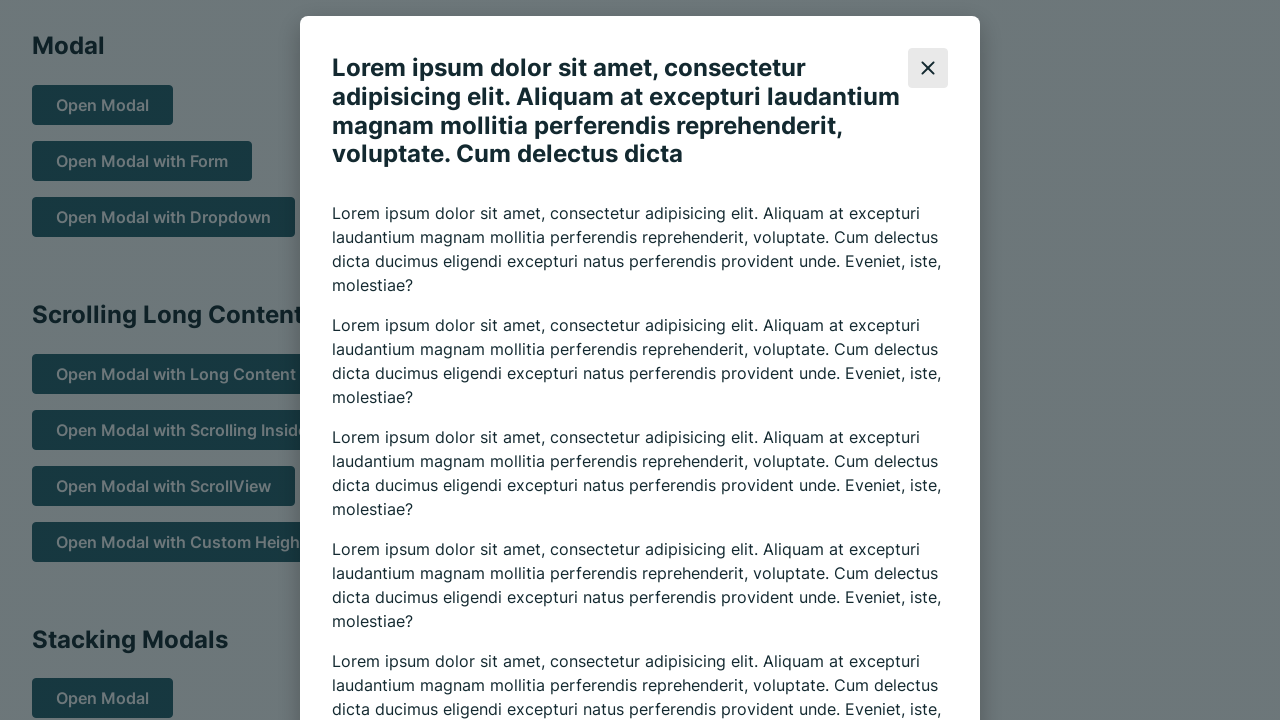 Modal
Open Modal
Open Modal with Form
Open Modal with Dropdown
Scrolling Long Content
Open Modal with Long Content
Open Modal with Scrolling Inside
Open Modal with ScrollView
Open Modal with Custom Heigh
Stacking Modals
Open Modal
Lorem ipsum dolor sit amet, consectetur
adipisicing elit. Aliquam at excepturi laudantium
magnam mollitia perferendis reprehenderit,
voluptate. Cum delectus dicta
Lorem ipsum dolor sit amet, consectetur adipisicing elit. Aliquam at excepturi
laudantium magnam mollitia perferendis reprehenderit, voluptate. Cum delectus
dicta ducimus eligendi excepturi natus perferendis provident unde. Eveniet, iste,
molestiae?
Lorem ipsum dolor sit amet, consectetur adipisicing elit. Aliquam at excepturi
laudantium magnam mollitia perferendis reprehenderit, voluptate. Cum delectus
dicta ducimus eligendi excepturi natus perferendis provident unde. Eveniet, iste,
molestiae?
Lorem ipsum dolor sit amet, consectetur adipisicing elit. Aliquam at excepturi
laudantium magnam mollitia perferendis reprehenderit, voluptate. Cum delectus
dicta ducimus eligendi excepturi natus perferendis provident unde. Eveniet, iste,
molestiae?
Lorem ipsum dolor sit amet, consectetur adipisicing elit. Aliquam at excepturi
laudantium magnam mollitia perferendis reprehenderit, voluptate. Cum delectus
dicta ducimus eligendi excepturi natus perferendis provident unde. Eveniet, iste,
molestiae?
Lorem ipsum dolor sit amet, consectetur adipisicing elit. Aliquam at excepturi
laudantium magnam mollitia perferendis reprehenderit, voluptate. Cum delectus
dicta ducimus eligendi excepturi natus perferendis provident unde. Eveniet, iste,